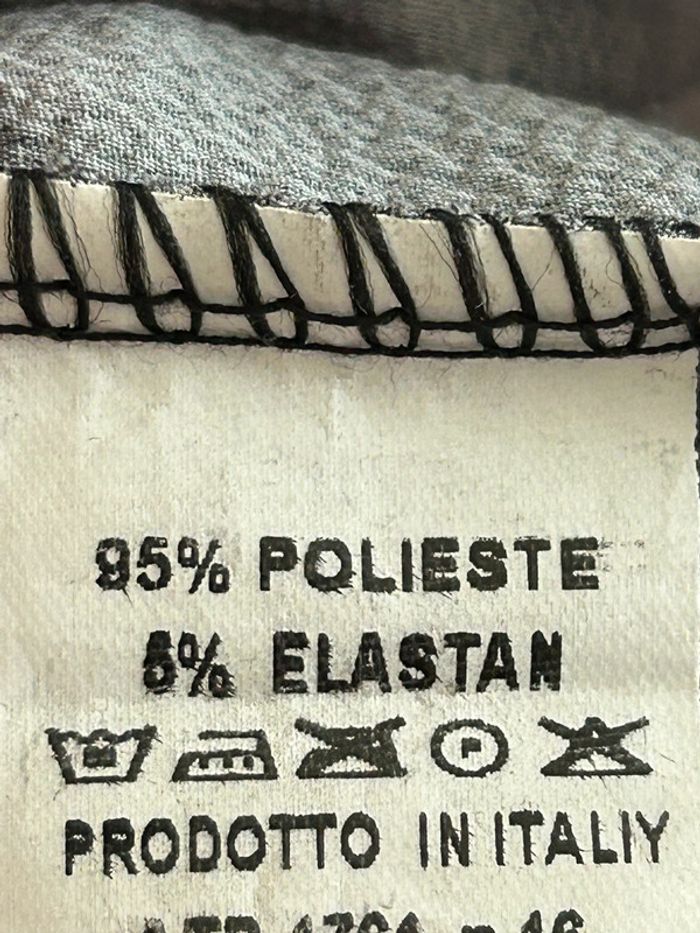 95% POLIESTE
5% ELASTAN
P
PRODOTTO IN ITALIY